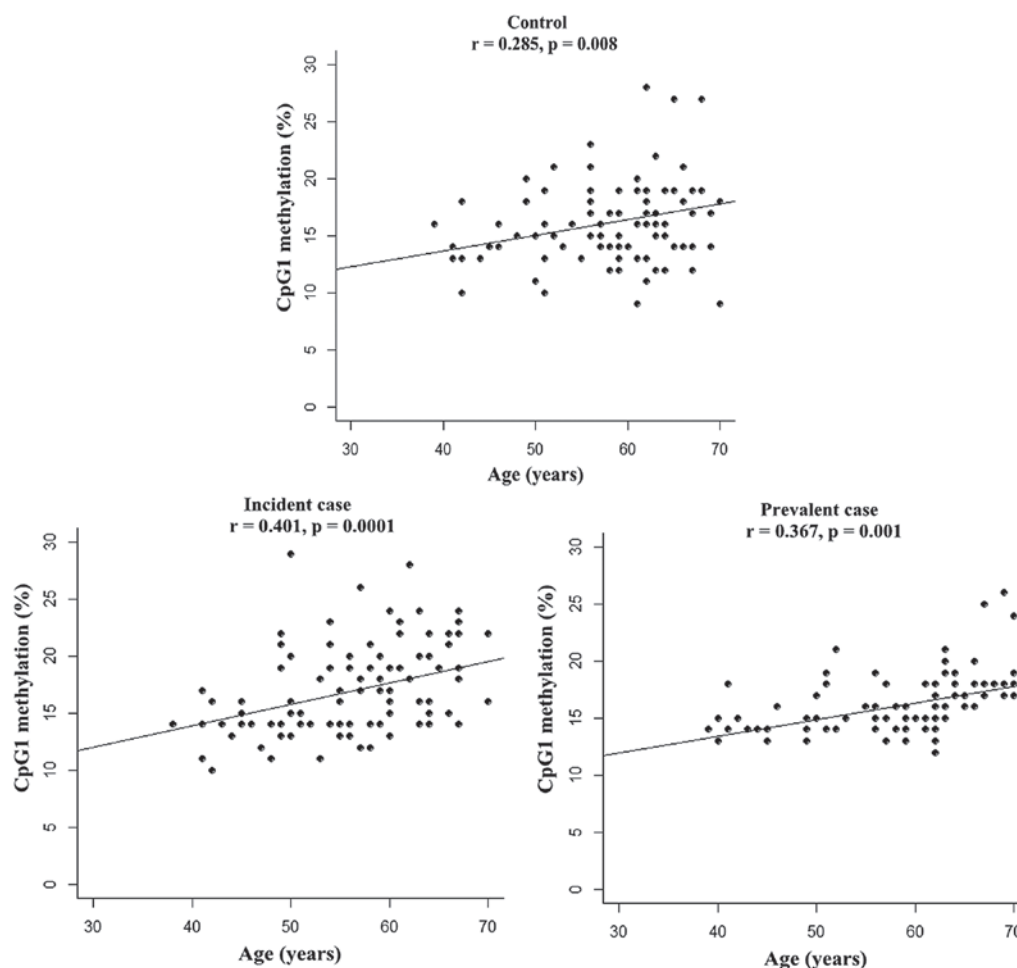 Control
r = 0.285, p = 0.008
CpG1 methylation (%)
30
25
20
15
10
5
0
30 40 50 60 70
Age (years)
Incident case
r = 0.401, p = 0.0001
CpG1 methylation (%)
30
25
20
15
10
5
0
30 40 50 60 70
Age (years)
Prevalent case
r = 0.367, p = 0.001
CpG1 methylation (%)
30
25
20
15
10
5
0
30 40 50 60 70
Age (years)